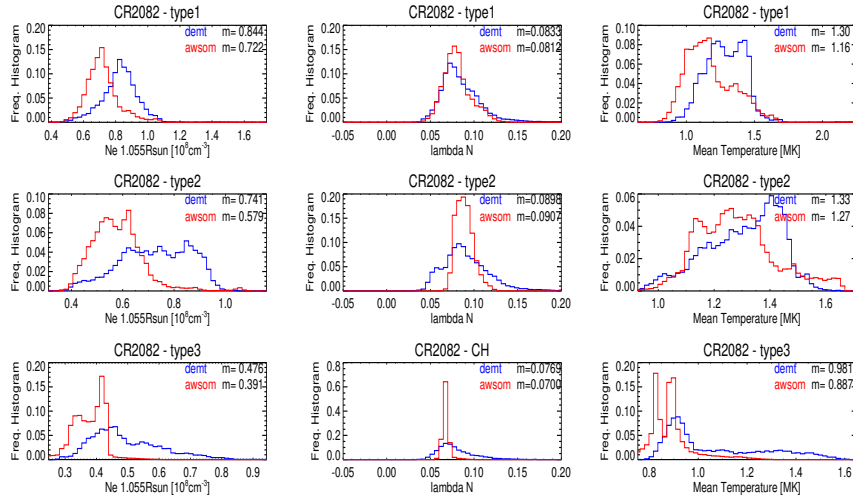 CR2082 - type1
demt m= 0.844
awsom m= 0.722
Freq. Histogram
0.20
0.15
0.10
0.05
0.00
0.4 0.6 0.8 1.0 1.2 1.4 1.6
Ne 1.055Rsun [10^8cm^-3]
CR2082 - type1
demt m=0.0833
awsom m=0.0812
Freq. Histogram
0.20
0.15
0.10
0.05
0.00
-0.05 0.00 0.05 0.10 0.15 0.20
lambda N
CR2082 - type1
demt m= 1.30
awsom m= 1.16
Freq. Histogram
0.10
0.08
0.06
0.04
0.02
0.00
1.0 1.5 2.0
Mean Temperature [MK]
CR2082 - type2
demt m= 0.741
awsom m= 0.579
Freq. Histogram
0.10
0.08
0.06
0.04
0.02
0.00
0.4 0.6 0.8 1.0
Ne 1.055Rsun [10^8cm^-3]
CR2082 - type2
demt m=0.0898
awsom m=0.0907
Freq. Histogram
0.20
0.15
0.10
0.05
0.00
-0.05 0.00 0.05 0.10 0.15 0.20
lambda N
CR2082 - type2
demt m= 1.33
awsom m= 1.27
Freq. Histogram
0.06
0.04
0.02
0.00
1.0 1.2 1.4 1.6
Mean Temperature [MK]
CR2082 - type3
demt m= 0.476
awsom m= 0.391
Freq. Histogram
0.20
0.15
0.10
0.05
0.00
0.3 0.4 0.5 0.6 0.7 0.8 0.9
Ne 1.055Rsun [10^8cm^-3]
CR2082 - CH
demt m=0.0769
awsom m=0.0700
Freq. Histogram
0.8
0.6
0.4
0.2
0.0
-0.05 0.00 0.05 0.10 0.15 0.20
lambda N
CR2082 - type3
demt m= 0.981
awsom m= 0.887
Freq. Histogram
0.20
0.15
0.10
0.05
0.00
0.8 1.0 1.2 1.4 1.6
Mean Temperature [MK]